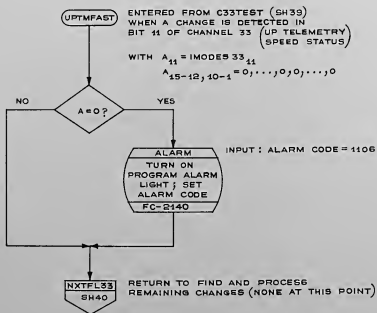 UPTMFAST
ENTERED FROM C33TEST (SH39)
WHEN A CHANGE IS DETECTED IN
BIT 11 OF CHANNEL 33 (UP TELEMETRY
SPEED STATUS)
WITH A11 = IMODES 33 11
A15-12, 10-1 = 0,...,0,0,...,0
NO
A=0?
YES
ALARM
TURN ON
PROGRAM ALARM
LIGHT; SET
ALARM CODE
FC-2140
INPUT: ALARM CODE = 1106
NXTFL33
SH40
RETURN TO FIND AND PROCESS
REMAINING CHANGES (NONE AT THIS POINT)